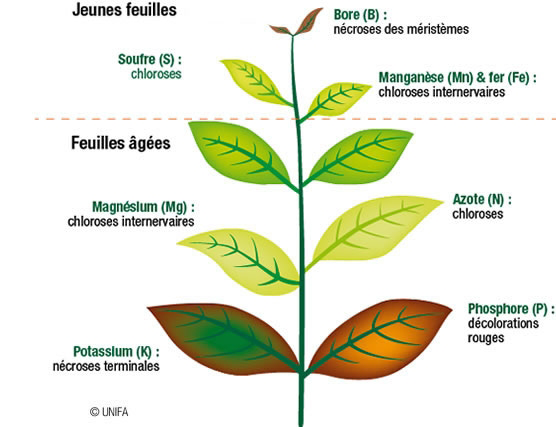 Jeunes feuilles
Bore (B) :
nécroses des méristèmes
Soufre (S) :
chloroses
Manganèse (Mn) & fer (Fe) :
chloroses internervaires
Feuilles âgées
Magnésium (Mg) :
chloroses internervaires
Azote (N) :
chloroses
Phosphore (P) :
décolorations
rouges
Potassium (K) :
nécroses terminales
© UNIFA